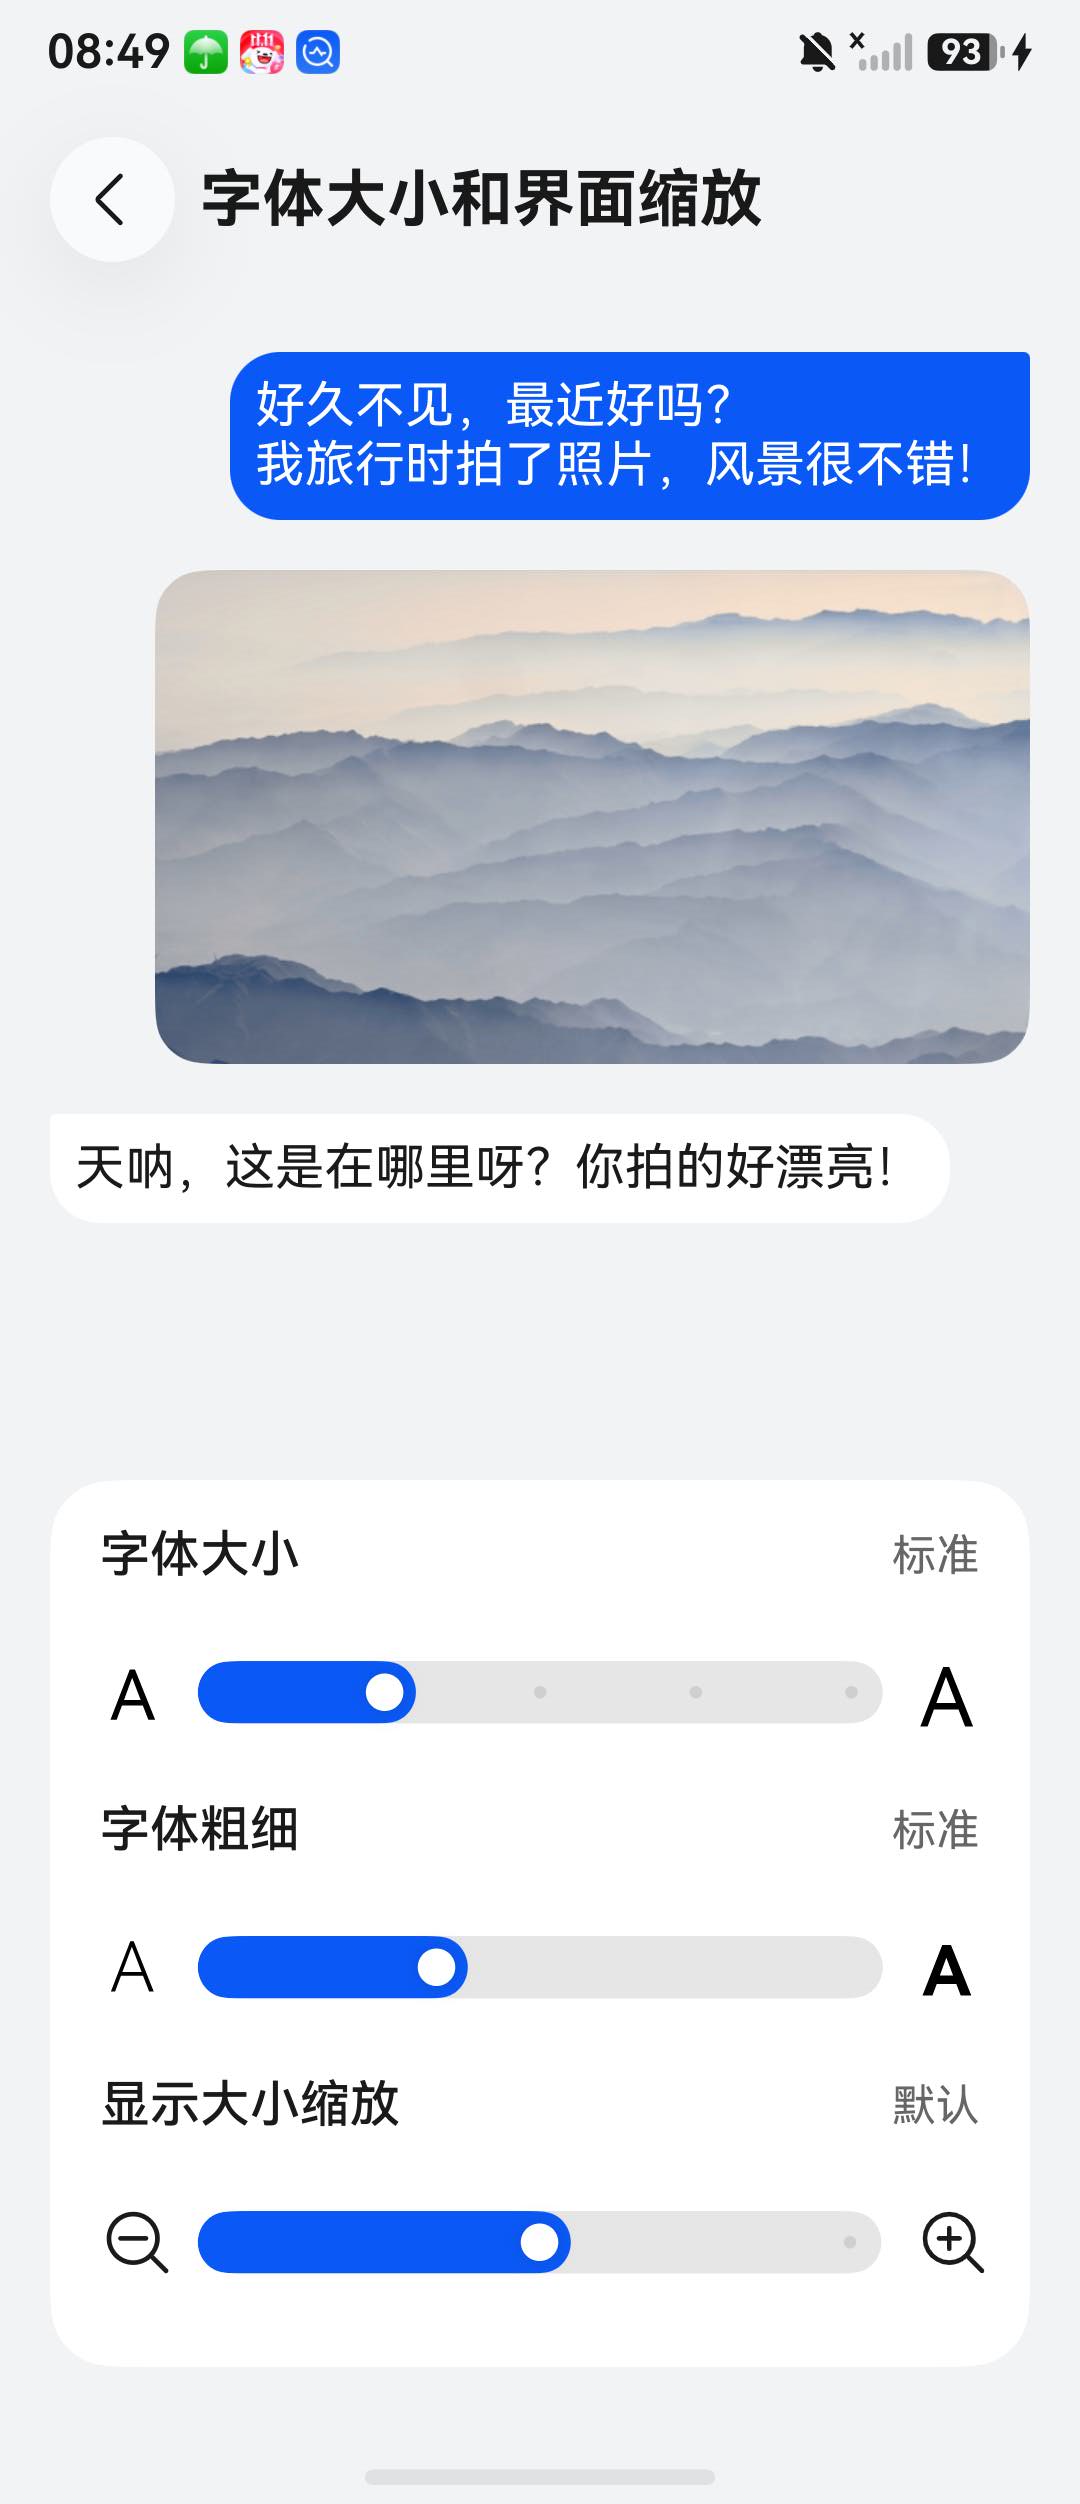 08:49
11.11
93
字体大小和界面缩放
好久不见，最近好吗？
我旅行时拍了照片，风景很不错！
天呐，这是在哪里呀？你拍的好漂亮！
字体大小 标准
A A
字体粗细 标准
A A
显示大小缩放 默认